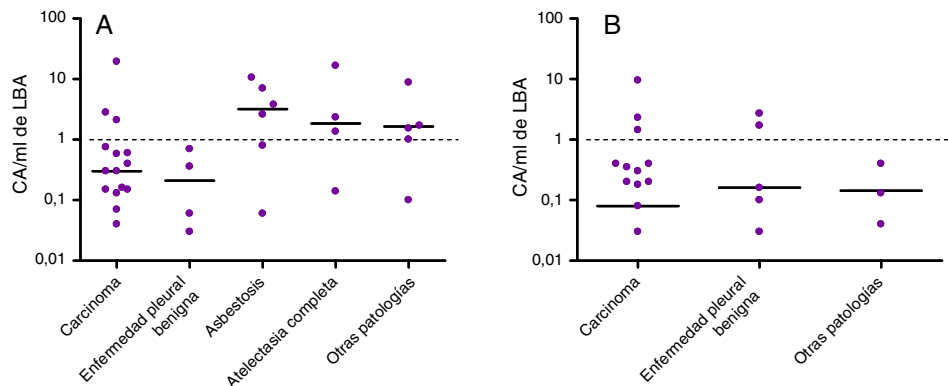 A
CA/ml de LBA
100
10
1
0,1
0,01
Carcinoma
Enfermedad pleural
benigna
Asbestosis
Atelectasia completa
Otras patologías
B
CA/ml de LBA
100
10
1
0,1
0,01
Carcinoma
Enfermedad pleural
benigna
Otras patologías